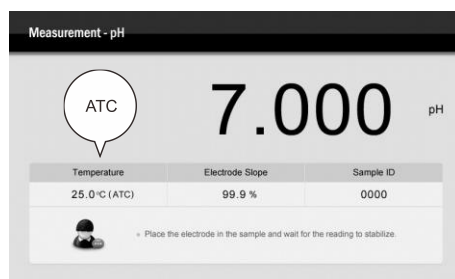 Measurement - pH
ATC
7.000 pH
Temperature Electrode Slope Sample ID
25.0°C (ATC) 99.9 % 0000
Place the electrode in the sample and wait for the reading to stabilize.